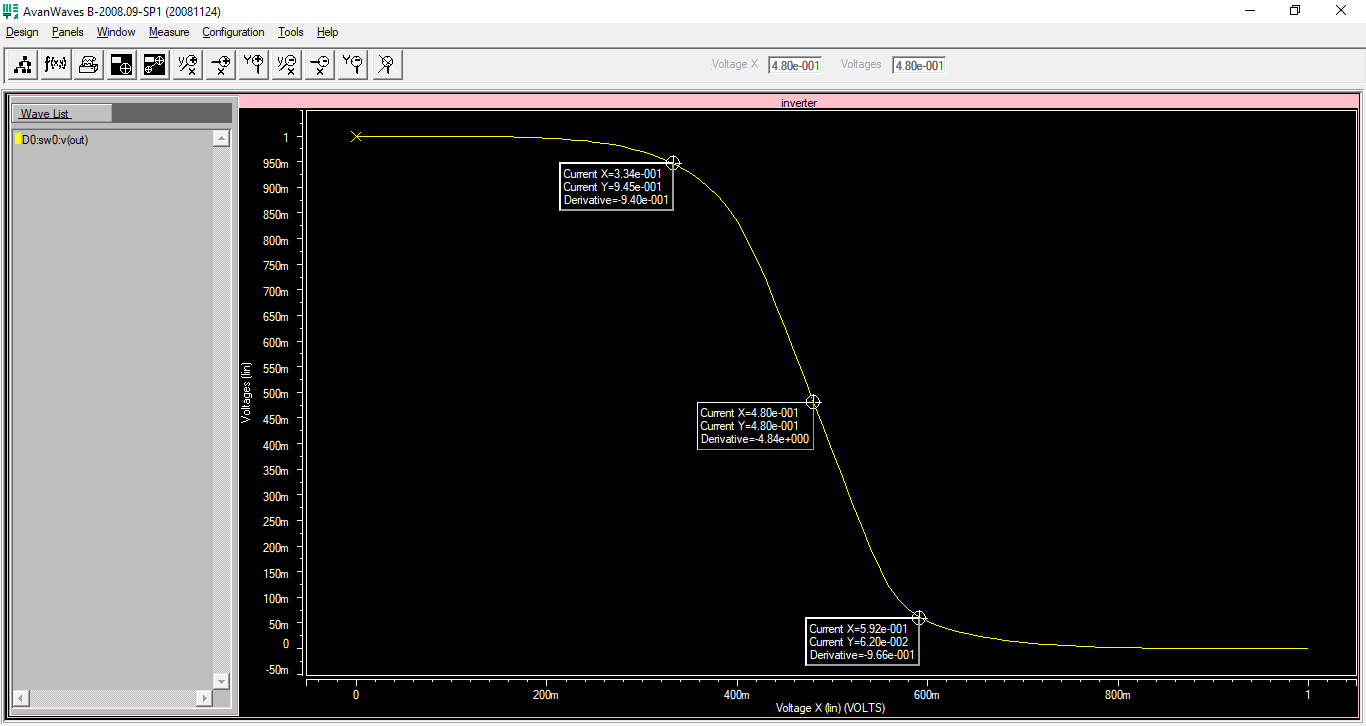 AvanWaves B-2008.09-SP1 (20081124)
Design Panels Window Measure Configuration Tools Help
f(x) Voltage X 4.80e-001 Voltages 4.80e-001
Wave List
D0:sw0:v(out)
inverter
1
950m
900m
850m
800m
750m
700m
650m
600m
550m
500m
450m
400m
350m
300m
250m
200m
150m
100m
50m
0
-50m
Voltages (lin)
Current X=3.34e-001
Current Y=9.45e-001
Derivative=-9.40e-001
Current X=4.80e-001
Current Y=4.80e-001
Derivative=-4.84e+000
Current X=5.92e-001
Current Y=6.20e-002
Derivative=-9.66e-001
0 200m 400m 600m 800m 1
Voltage X (lin) (VOLTS)